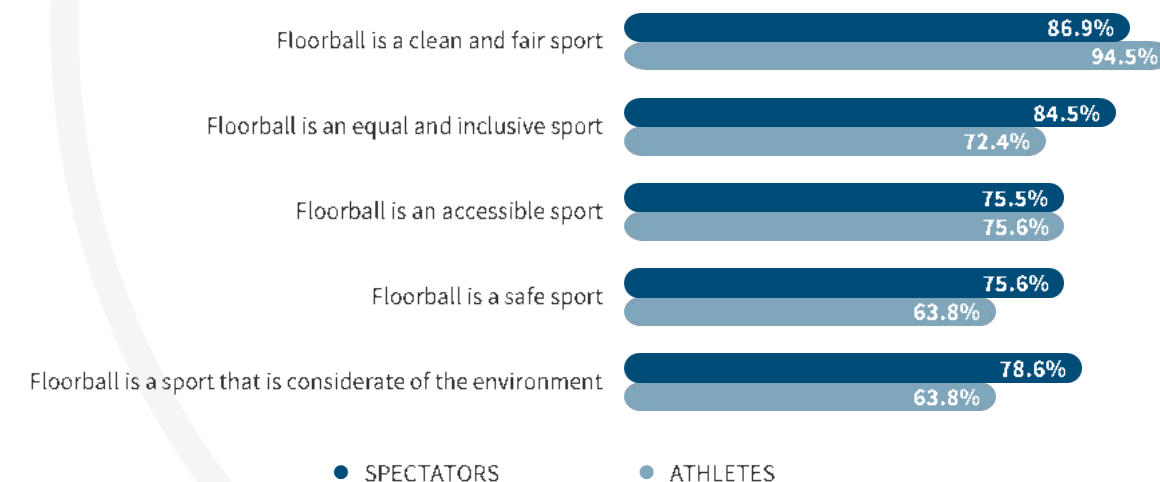 Floorball is a clean and fair sport
86.9%
94.5%
Floorball is an equal and inclusive sport
84.5%
72.4%
Floorball is an accessible sport
75.5%
75.6%
Floorball is a safe sport
75.6%
63.8%
Floorball is a sport that is considerate of the environment
78.6%
63.8%
SPECTATORS
ATHLETES